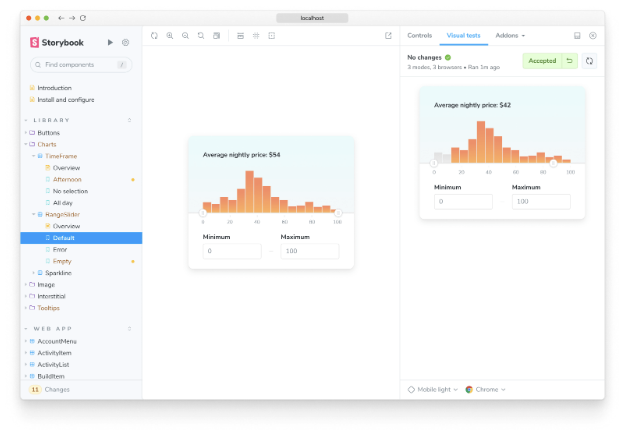 localhost
Storybook
Find components
/
Introduction
Install and configure
LIBRARY
Buttons
Charts
TimeFrame
Overview
Afternoon
No selection
All day
RangeSlider
Overview
Default
Error
Empty
Sparkline
Image
Interstitial
Tooltips
WEB APP
AccountMenu
ActivityItem
ActivityList
BuildItem
11 Changes
Average nightly price: $54
0 20 40 60 80 100
Minimum Maximum
0 – 100
Controls Visual tests Addons
No changes
3 modes, 3 browsers • Ran 1m ago
Accepted
Average nightly price: $42
0 20 40 60 80 100
Minimum Maximum
0 100
Mobile light Chrome